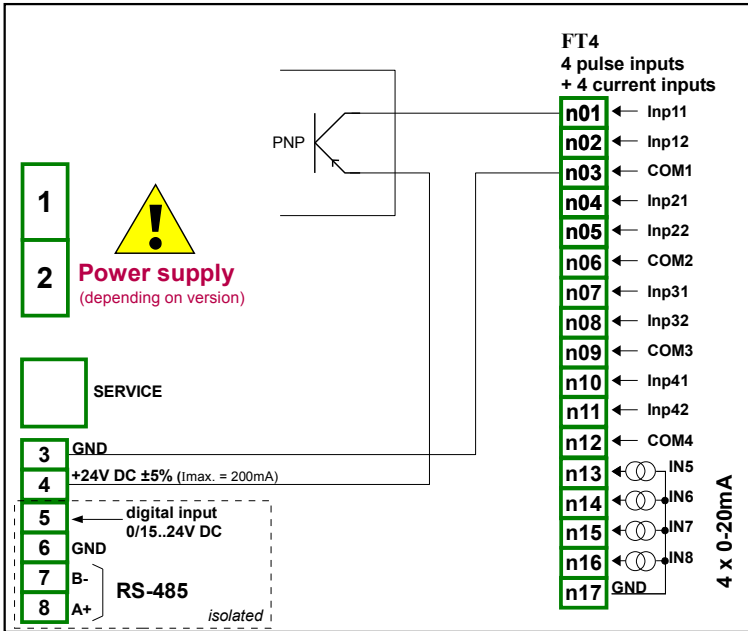 FT4
4 pulse inputs
+ 4 current inputs
n01 Inp11
n02 Inp12
n03 COM1
n04 Inp21
n05 Inp22
n06 COM2
n07 Inp31
n08 Inp32
n09 COM3
n10 Inp41
n11 Inp42
n12 COM4
n13 IN5
n14 IN6
n15 IN7
n16 IN8
n17 GND
4 x 0-20mA
PNP
1
2
!
Power supply
(depending on version)
SERVICE
3 GND
4 +24V DC ±5% (Imax. = 200mA)
5 digital input
0/15..24V DC
6 GND
7 B-
8 A+
RS-485
isolated